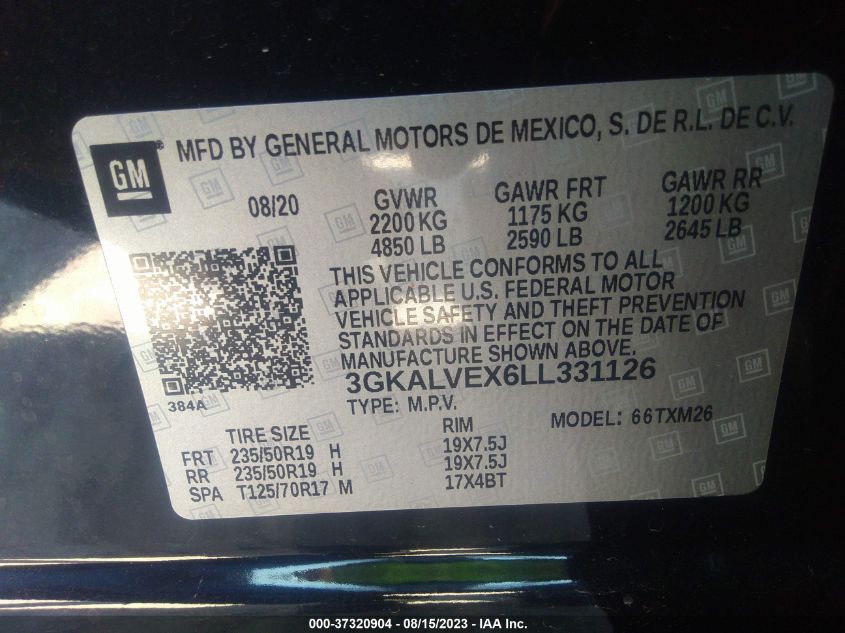 GM ® MFD BY GENERAL MOTORS DE MEXICO, S. DE R.L. DE C.V.
08/20 GVWR GAWR FRT GAWR RR
2200 KG 1175 KG 1200 KG
4850 LB 2590 LB 2645 LB
THIS VEHICLE CONFORMS TO ALL
APPLICABLE U.S. FEDERAL MOTOR
VEHICLE SAFETY AND THEFT PREVENTION
STANDARDS IN EFFECT ON THE DATE OF
MANUFACTURE SHOWN ABOVE.
3GKALVEX6LL331126
384A TYPE: M.P.V. MODEL: 66TXM26
TIRE SIZE RIM
FRT 235/50R19 H 19X7.5J
RR 235/50R19 H 19X7.5J
SPA T125/70R17 M 17X4BT
000-37320904 - 08/15/2023 - IAA Inc.